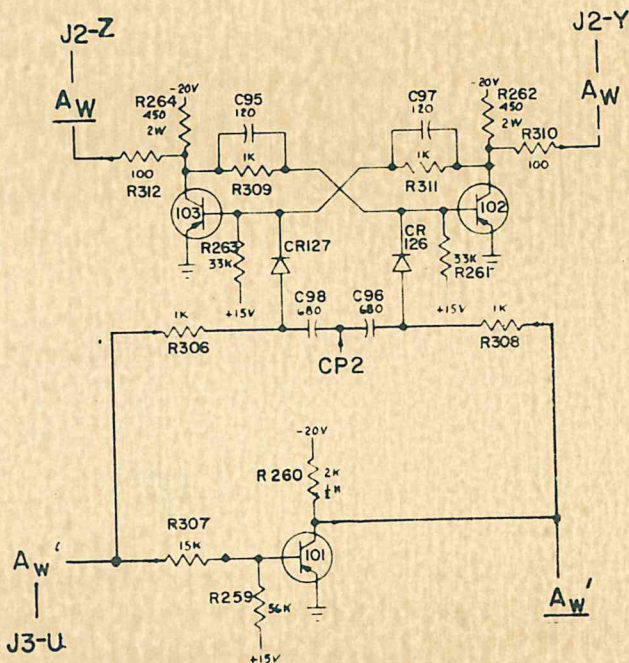 J2-Z
J2-Y
A_W
A_W
-20V
R264
450
2W
C95
120
C97
120
-20V
R262
450
2W
R310
100
100
R312
1K
R309
1K
R311
103
102
R263
33K
CR127
CR
126
33K
R261
+15V
C98
680
C96
680
+15V
1K
R306
1K
R308
CP2
-20V
R260
2K
½W
R307
15K
101
A_W'
R259
56K
A_W'
J3-U
+15V